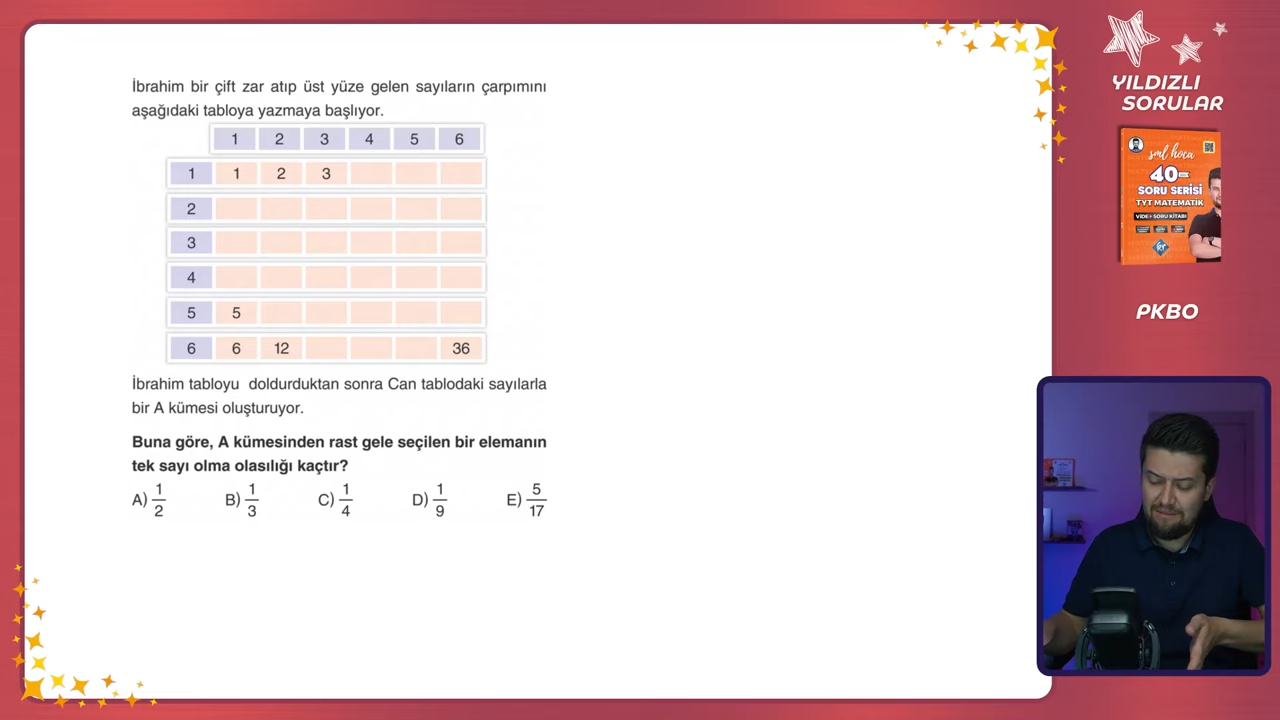 İbrahim bir çift zar atıp üst yüze gelen sayıların çarpımını
aşağıdaki tabloya yazmaya başlıyor.
1 2 3 4 5 6
1 1 2 3
2
3
4
5 5
6 6 12 36
İbrahim tabloyu doldurduktan sonra Can tablodaki sayılarla
bir A kümesi oluşturuyor.
Buna göre, A kümesinden rast gele seçilen bir elemanın
tek sayı olma olasılığı kaçtır?
A) 1/2 B) 1/3 C) 1/4 D) 1/9 E) 5/17
YILDIZLI
SORULAR
sml hoca
40
SORU SERİSİ
TYT MATEMATİK
PKBO